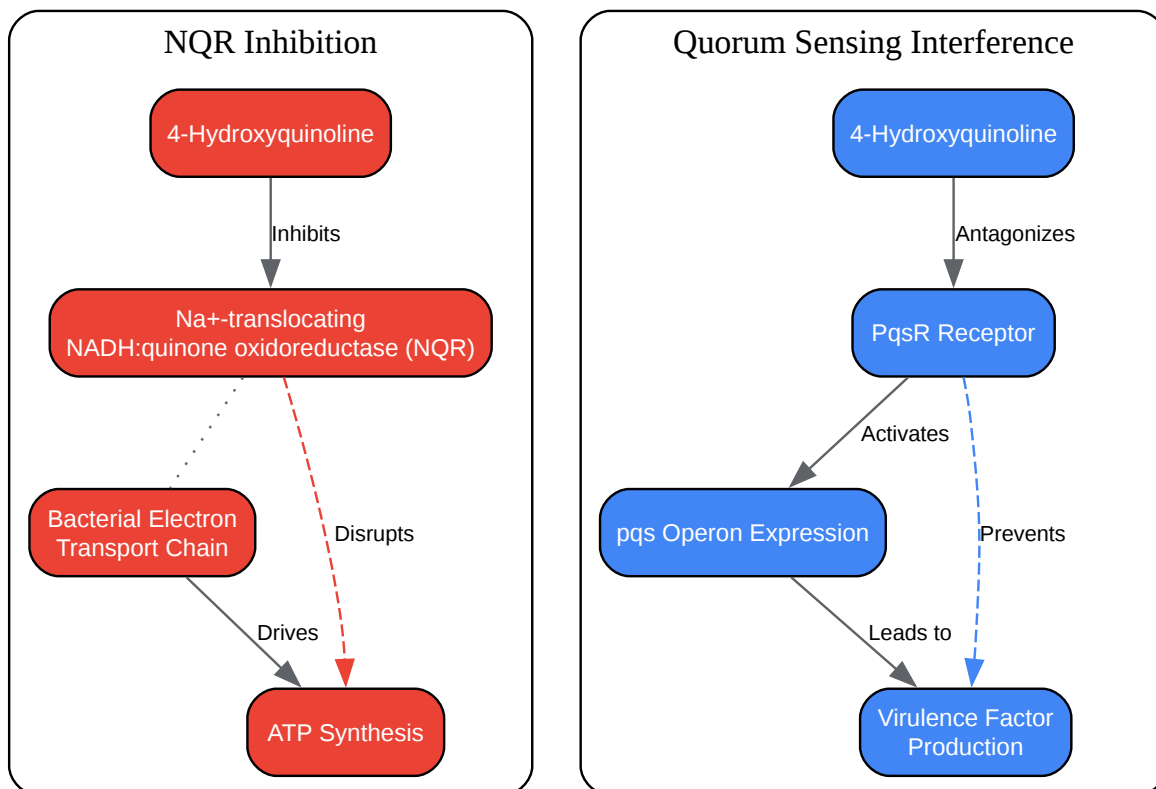 NQR Inhibition
4-Hydroxyquinoline
Inhibits
Na+-translocating
NADH:quinone oxidoreductase (NQR)
Bacterial Electron
Transport Chain
Disrupts
Drives
ATP Synthesis
Quorum Sensing Interference
4-Hydroxyquinoline
Antagonizes
PqsR Receptor
Activates
pqs Operon Expression
Prevents
Leads to
Virulence Factor
Production